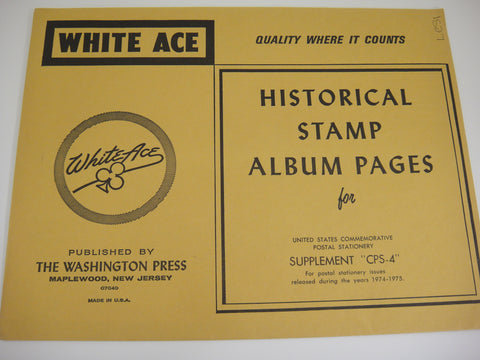 WHITE ACE
QUALITY WHERE IT COUNTS
HISTORICAL
STAMP
ALBUM PAGES
for
UNITED STATES COMMEMORATIVE
POSTAL STATIONERY
SUPPLEMENT "CPS-4"
For postal stationery issues
released during the years 1974-1975.
White Ace
PUBLISHED BY
THE WASHINGTON PRESS
MAPLEWOOD, NEW JERSEY
07040
MADE IN U.S.A.